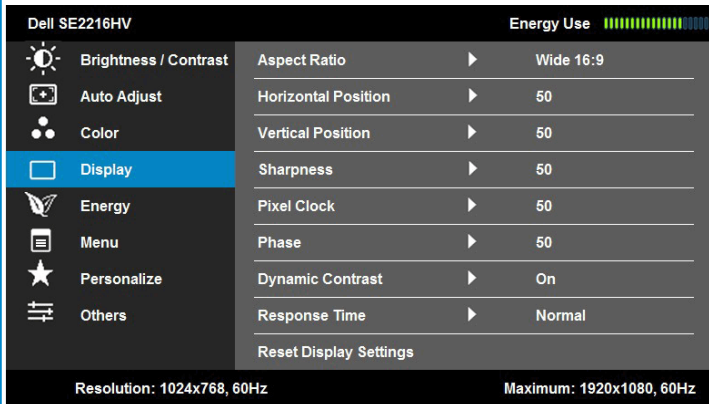 Dell SE2216HV Energy Use
Brightness / Contrast Aspect Ratio Wide 16:9
Auto Adjust Horizontal Position 50
Color Vertical Position 50
Display Sharpness 50
Energy Pixel Clock 50
Menu Phase 50
Personalize Dynamic Contrast On
Others Response Time Normal
Reset Display Settings
Resolution: 1024x768, 60Hz Maximum: 1920x1080, 60Hz